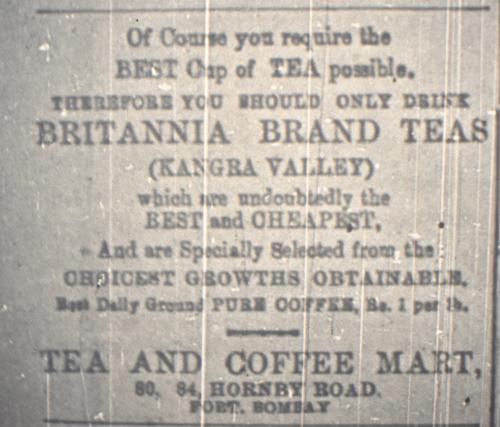 Of Course you require the
BEST Cup of TEA possible.
THEREFORE YOU SHOULD ONLY DRINK
BRITANNIA BRAND TEAS
(KANGRA VALLEY)
which are undoubtedly the
BEST and CHEAPEST,
And are Specially Selected from the
CHOICEST GROWTHS OBTAINABLE.
Best Daily Ground PURE COFFEE, Re. 1 per lb.
TEA AND COFFEE MART,
80, 84, HORNBY ROAD.
FORT. BOMBAY